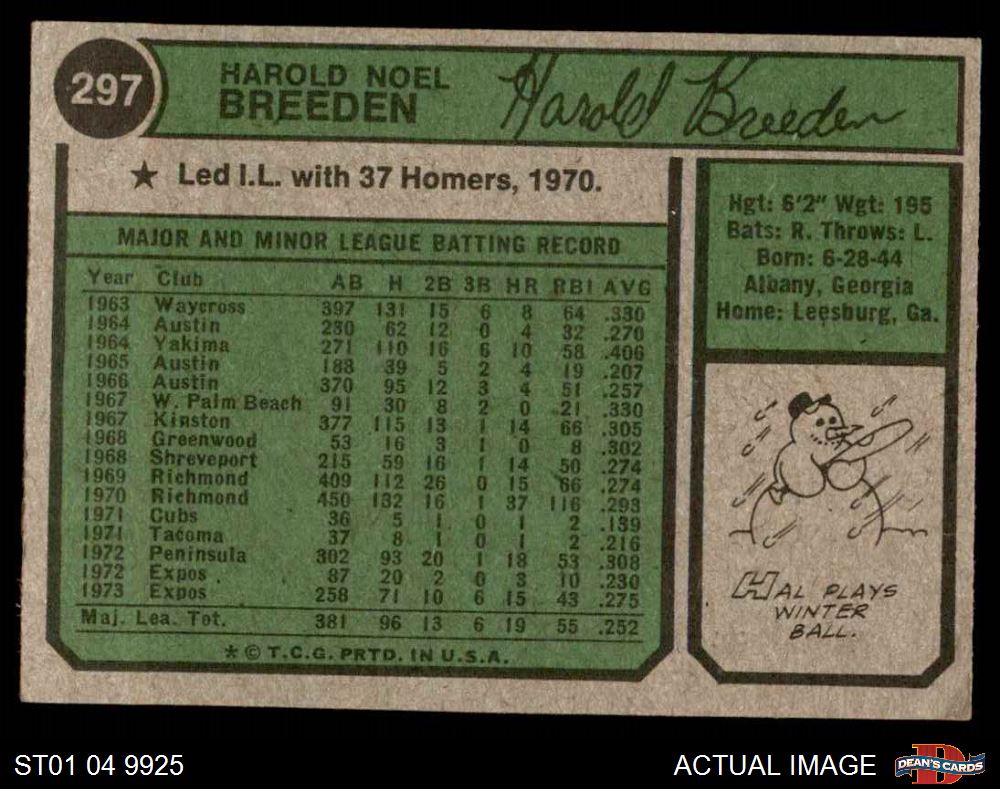 297
HAROLD NOEL
BREEDEN
Harold Breeden
★ Led I.L. with 37 Homers, 1970.
MAJOR AND MINOR LEAGUE BATTING RECORD
Year Club AB H 2B 3B HR RBI AVG
1963 Waycross 397 131 15 6 8 64 .330
1964 Austin 230 62 12 0 4 32 .270
1964 Yakima 271 110 16 6 10 58 .406
1965 Austin 188 39 5 2 4 19 .207
1966 Austin 370 95 12 3 4 51 .257
1967 W. Palm Beach 91 30 8 2 0 21 .330
1967 Kinston 377 115 13 1 14 66 .305
1968 Greenwood 53 16 3 1 0 8 .302
1968 Shreveport 215 59 16 1 14 50 .274
1969 Richmond 409 112 26 0 15 66 .274
1970 Richmond 450 132 16 1 37 116 .293
1971 Cubs 36 5 1 0 1 2 .139
1971 Tacoma 37 8 1 0 1 2 .216
1972 Peninsula 302 93 20 1 18 53 .308
1972 Expos 87 20 2 0 3 10 .230
1973 Expos 258 71 10 6 15 43 .275
Maj. Lea. Tot. 381 96 13 6 19 55 .252
* © T.C.G. PRTD. IN U.S.A.
Hgt: 6'2" Wgt: 195
Bats: R. Throws: L.
Born: 6-28-44
Albany, Georgia
Home: Leesburg, Ga.
HAL PLAYS
WINTER
BALL.
ST01 04 9925
ACTUAL IMAGE
D
DEAN'S CARDS